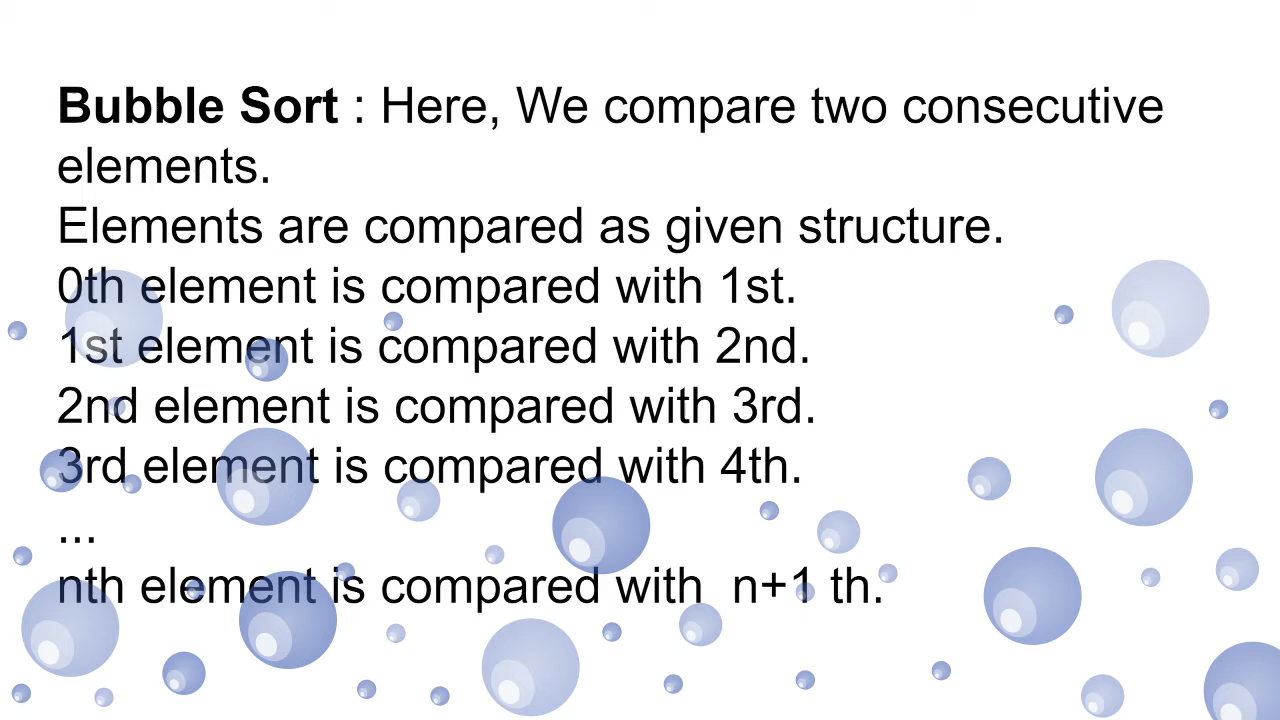 Bubble Sort : Here, We compare two consecutive
elements.
Elements are compared as given structure.
0th element is compared with 1st.
1st element is compared with 2nd.
2nd element is compared with 3rd.
3rd element is compared with 4th.
...
nth element is compared with  n+1 th.